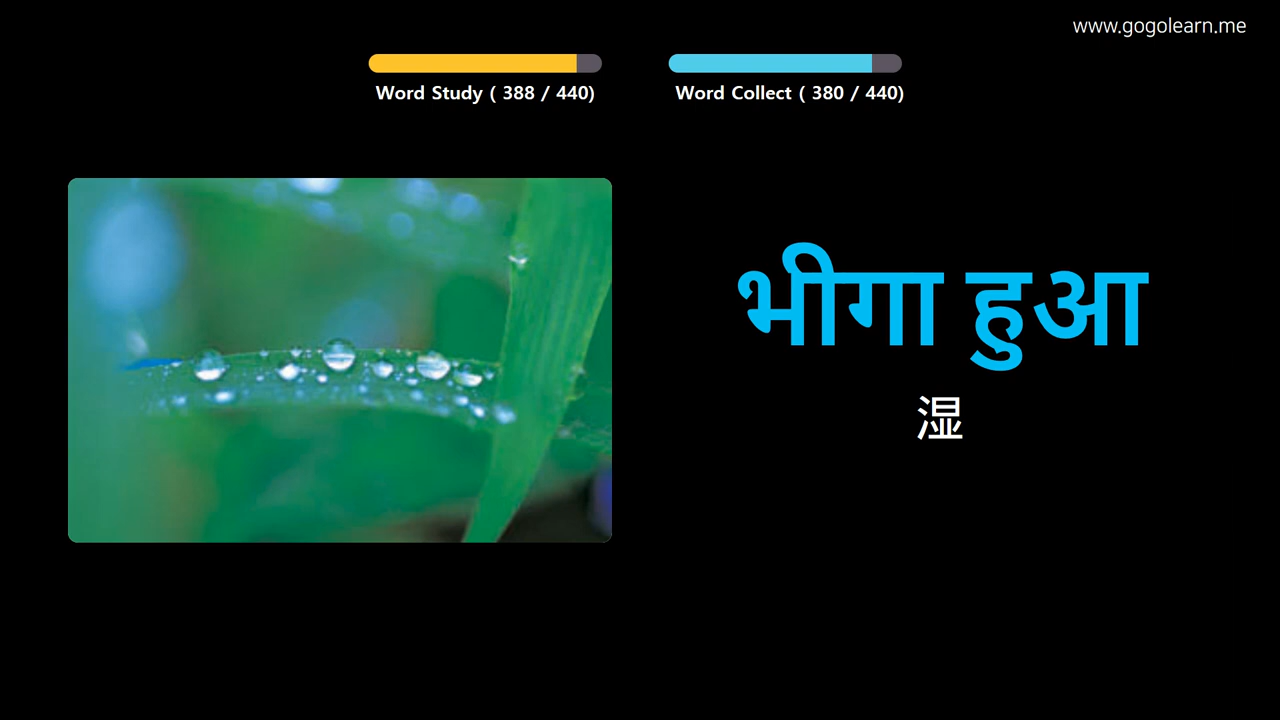 www.gogolearn.me
Word Study ( 388 / 440)
Word Collect ( 380 / 440)
भीगा हुआ
湿